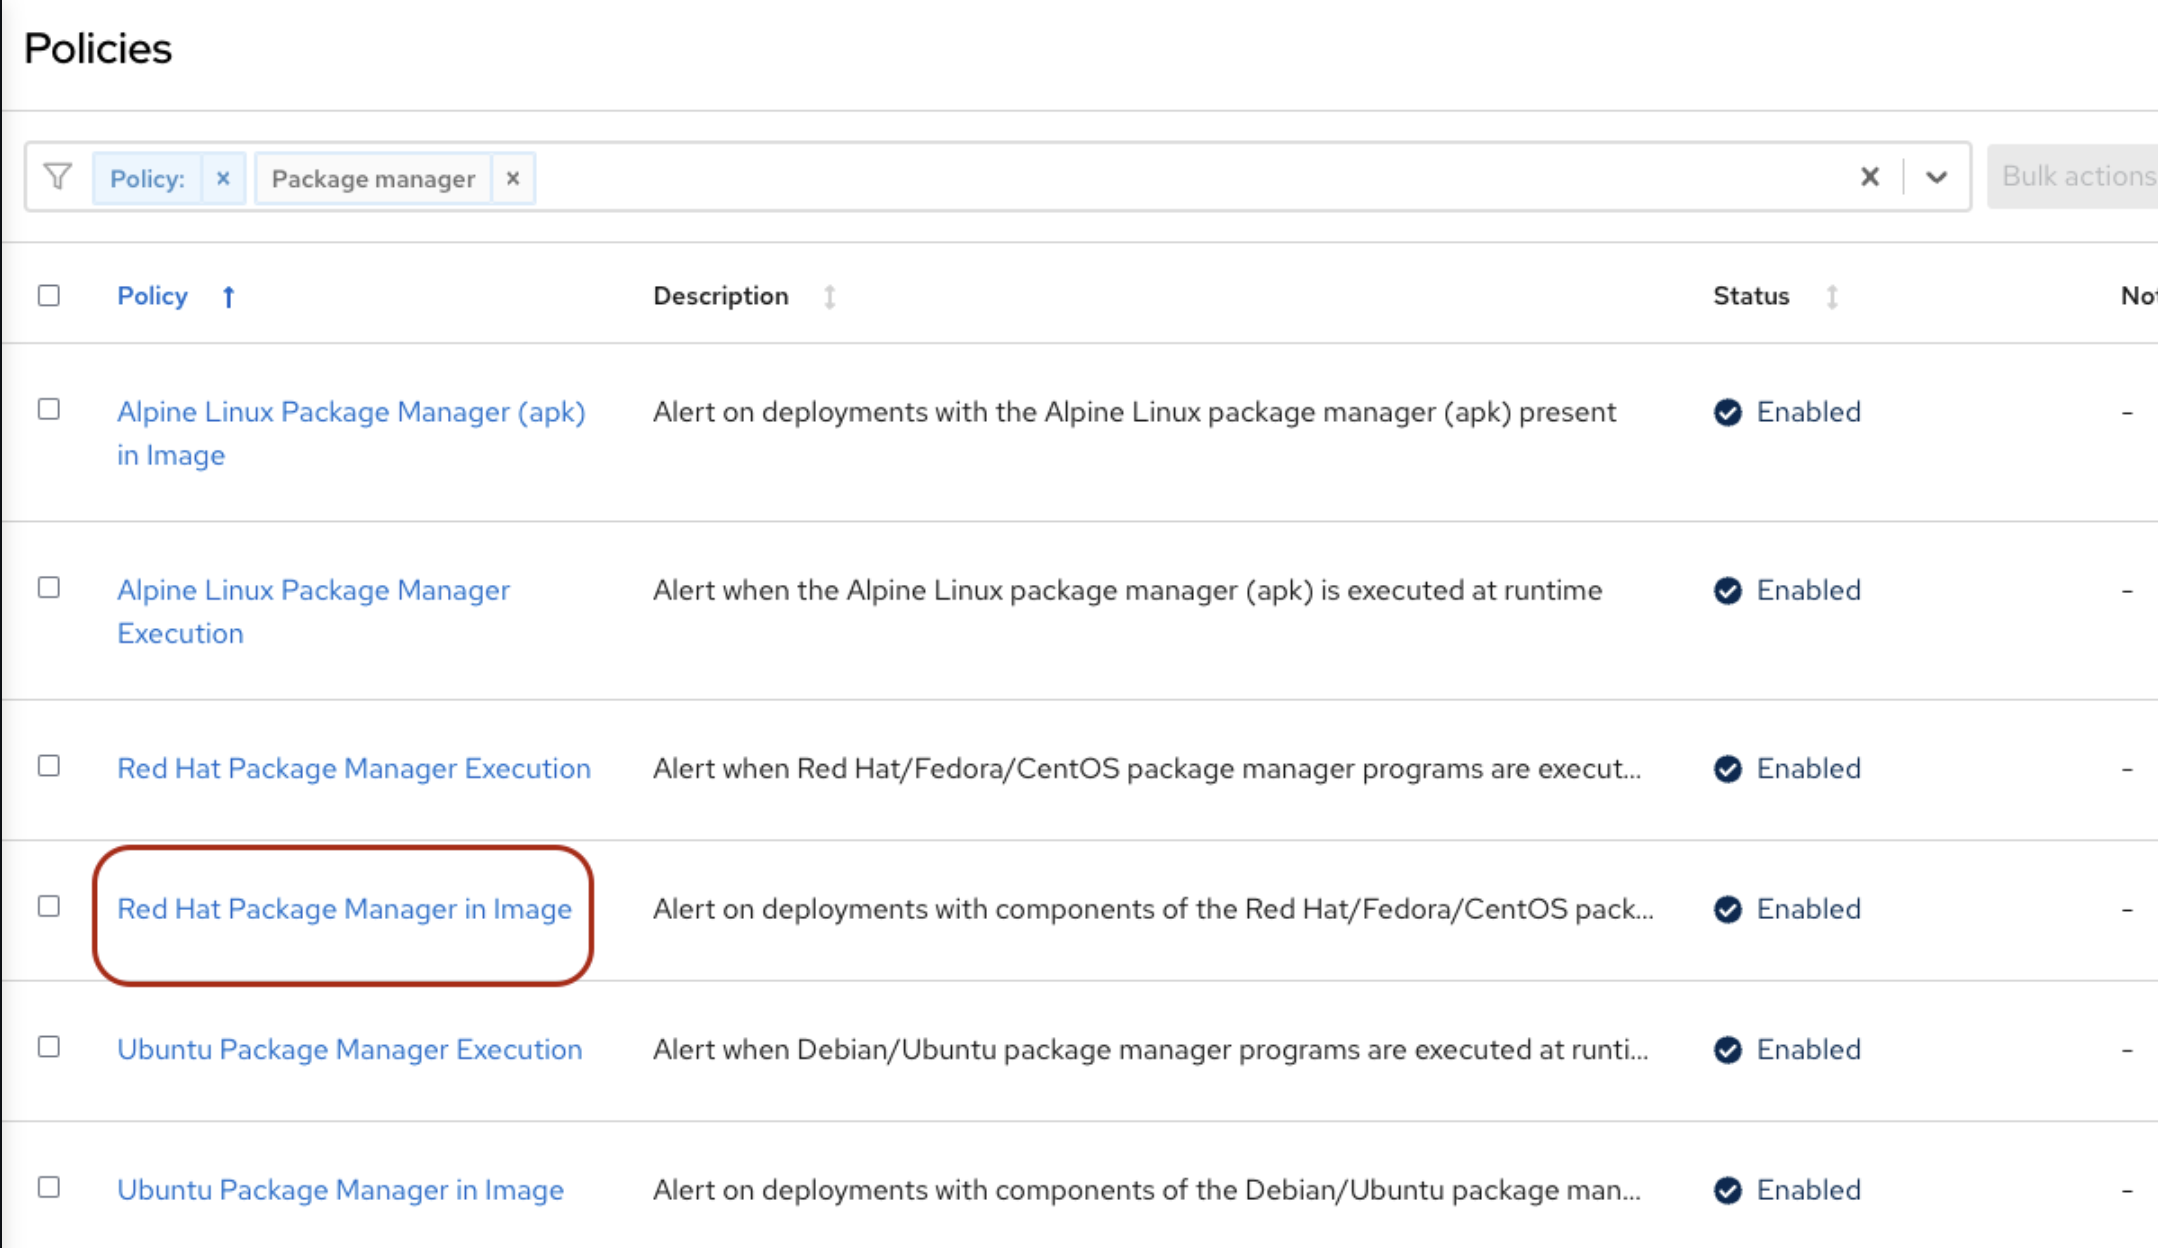 Policies
Policy: × Package manager × Bulk actions
Policy Description Status
Alpine Linux Package Manager (apk) Alert on deployments with the Alpine Linux package manager (apk) present Enabled -
in Image
Alpine Linux Package Manager Alert when the Alpine Linux package manager (apk) is executed at runtime Enabled -
Execution
Red Hat Package Manager Execution Alert when Red Hat/Fedora/CentOS package manager programs are execut... Enabled -
Red Hat Package Manager in Image Alert on deployments with components of the Red Hat/Fedora/CentOS pack... Enabled -
Ubuntu Package Manager Execution Alert when Debian/Ubuntu package manager programs are executed at runti... Enabled -
Ubuntu Package Manager in Image Alert on deployments with components of the Debian/Ubuntu package man... Enabled -